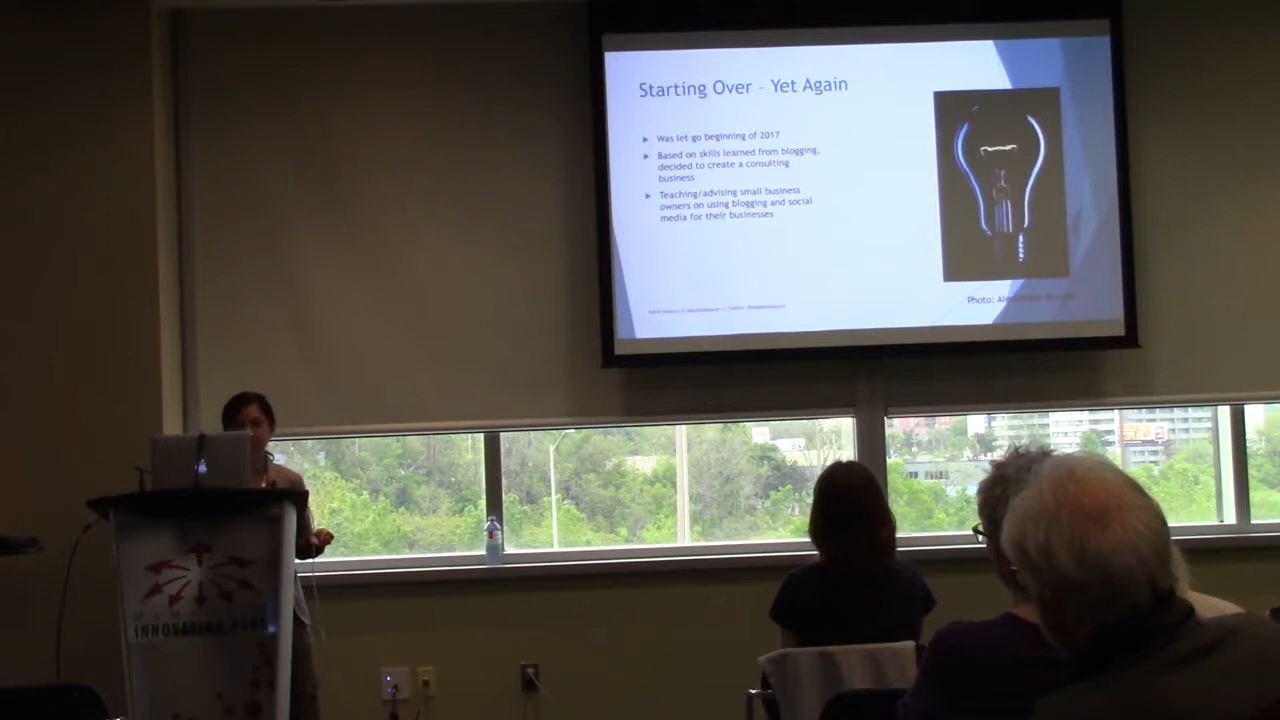 Starting Over – Yet Again
Was let go beginning of 2017
Based on skills learned from blogging,
decided to create a consulting
business
Teaching/advising small business
owners on using blogging and social
media for their businesses
Photo:
INNOVATION PARK